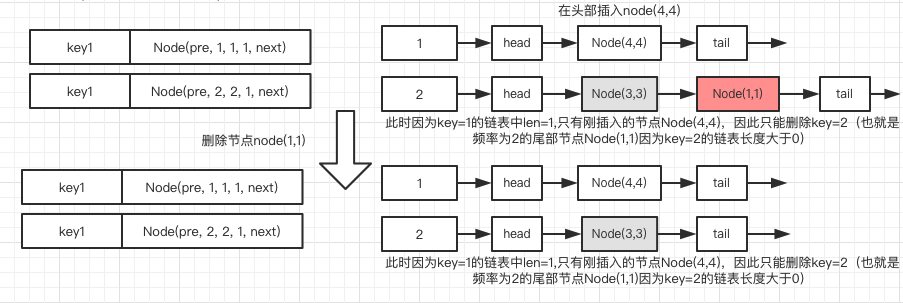 在头部插入node(4,4)
key1 Node(pre, 1, 1, 1, next)
key1 Node(pre, 2, 2, 1, next)
1 head Node(4,4) tail
2 head Node(3,3) Node(1,1) tail
此时因为key=1的链表中len=1,只有刚插入的节点Node(4,4)，因此只能删除key=2（也就是
频率为2的尾部节点Node(1,1)因为key=2的链表长度大于0)
删除节点node(1,1)
key1 Node(pre, 1, 1, 1, next)
key1 Node(pre, 2, 2, 1, next)
1 head Node(4,4) tail
2 head Node(3,3) tail
此时因为key=1的链表中len=1,只有刚插入的节点Node(4,4)，因此只能删除key=2（也就是
频率为2的尾部节点Node(1,1)因为key=2的链表长度大于0)